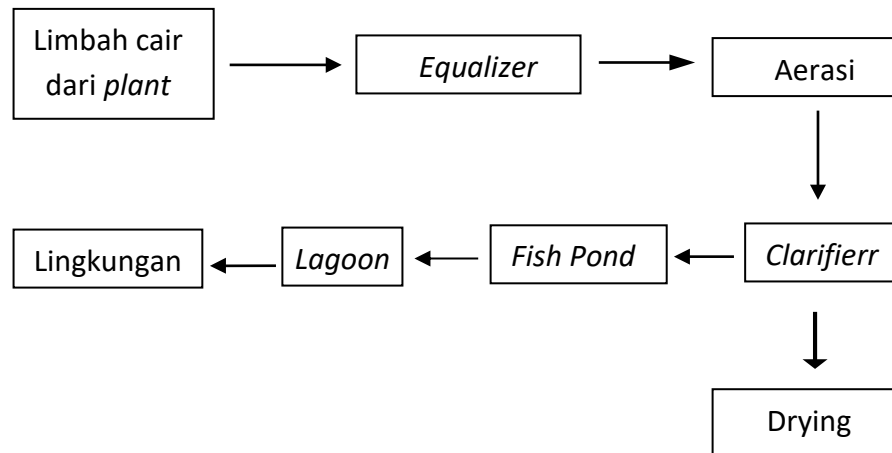 Limbah cair
dari plant
Equalizer
Aerasi
Lingkungan
Lagoon
Fish Pond
Clarifierr
Drying